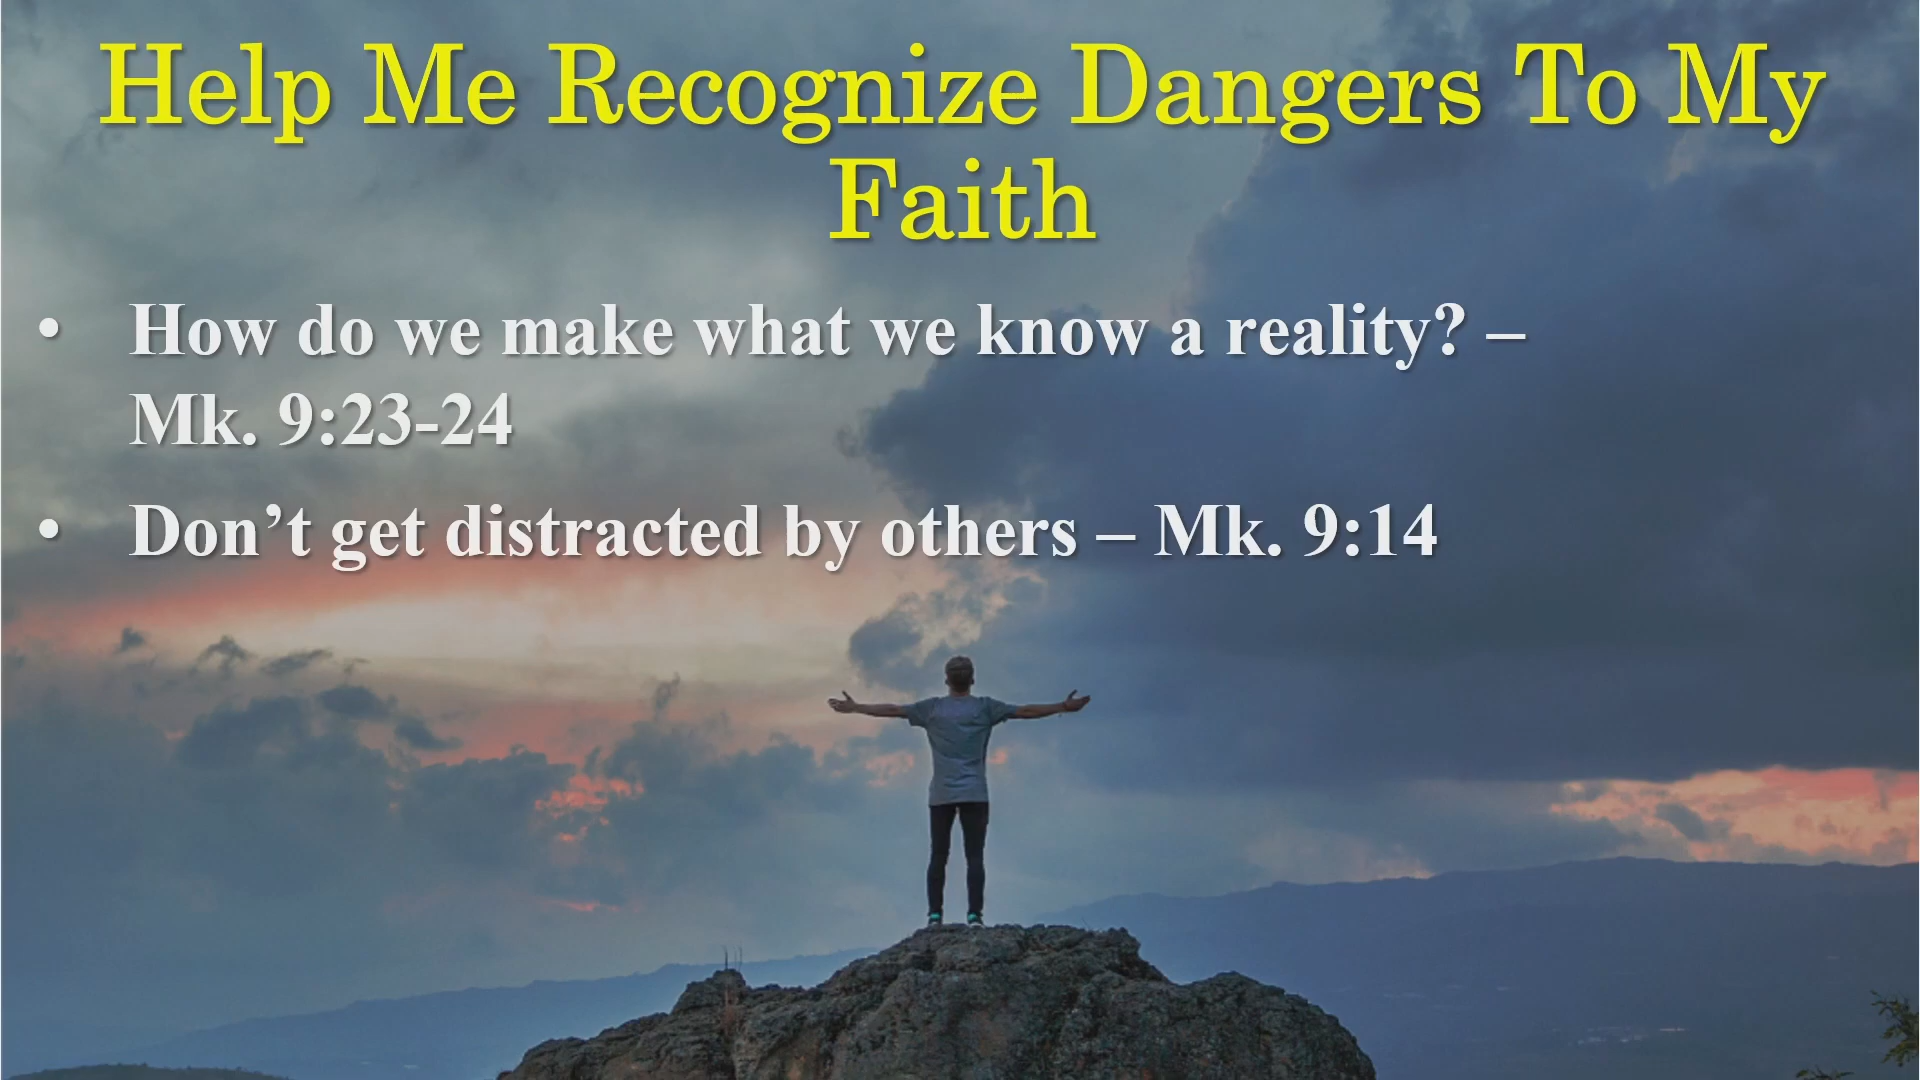 Help Me Recognize Dangers To My
Faith
• How do we make what we know a reality? –
Mk. 9:23-24
• Don’t get distracted by others – Mk. 9:14